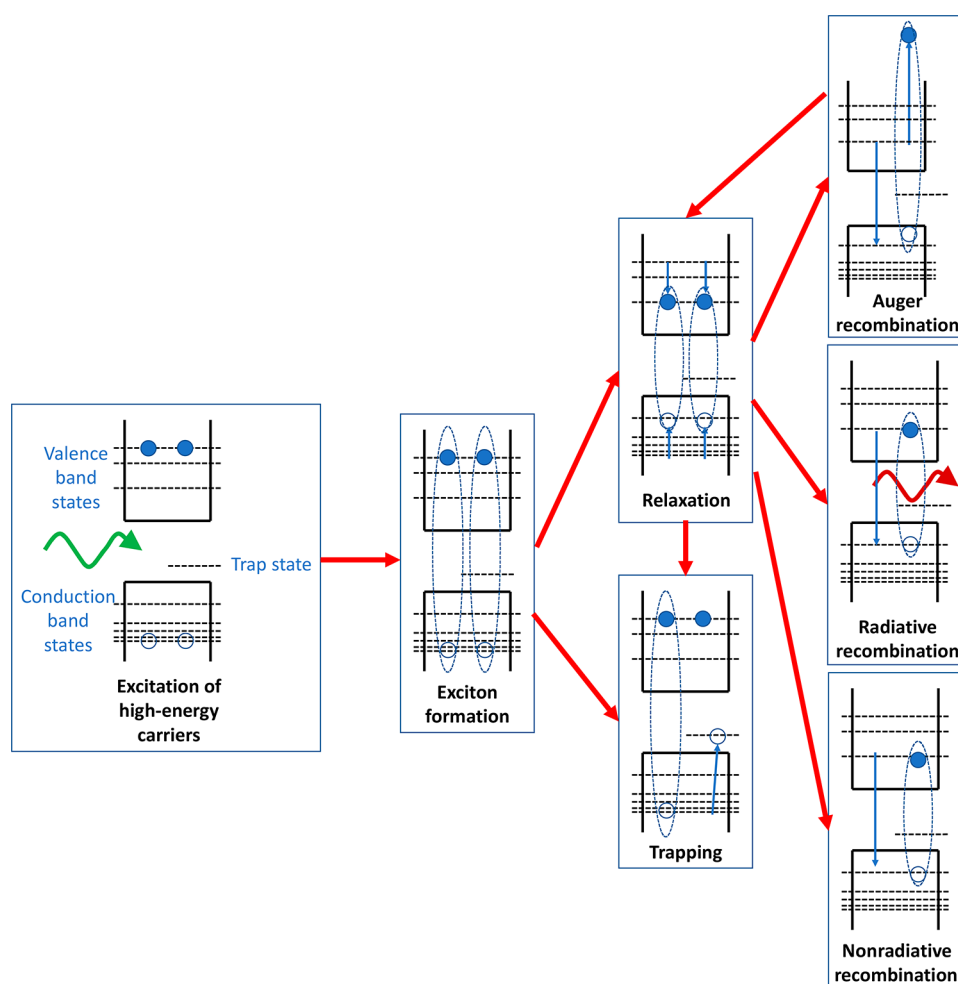 Valence
band
states
Trap state
Conduction
band
states
Excitation of
high-energy
carriers
Exciton
formation
Relaxation
Trapping
Auger
recombination
Radiative
recombination
Nonradiative
recombination